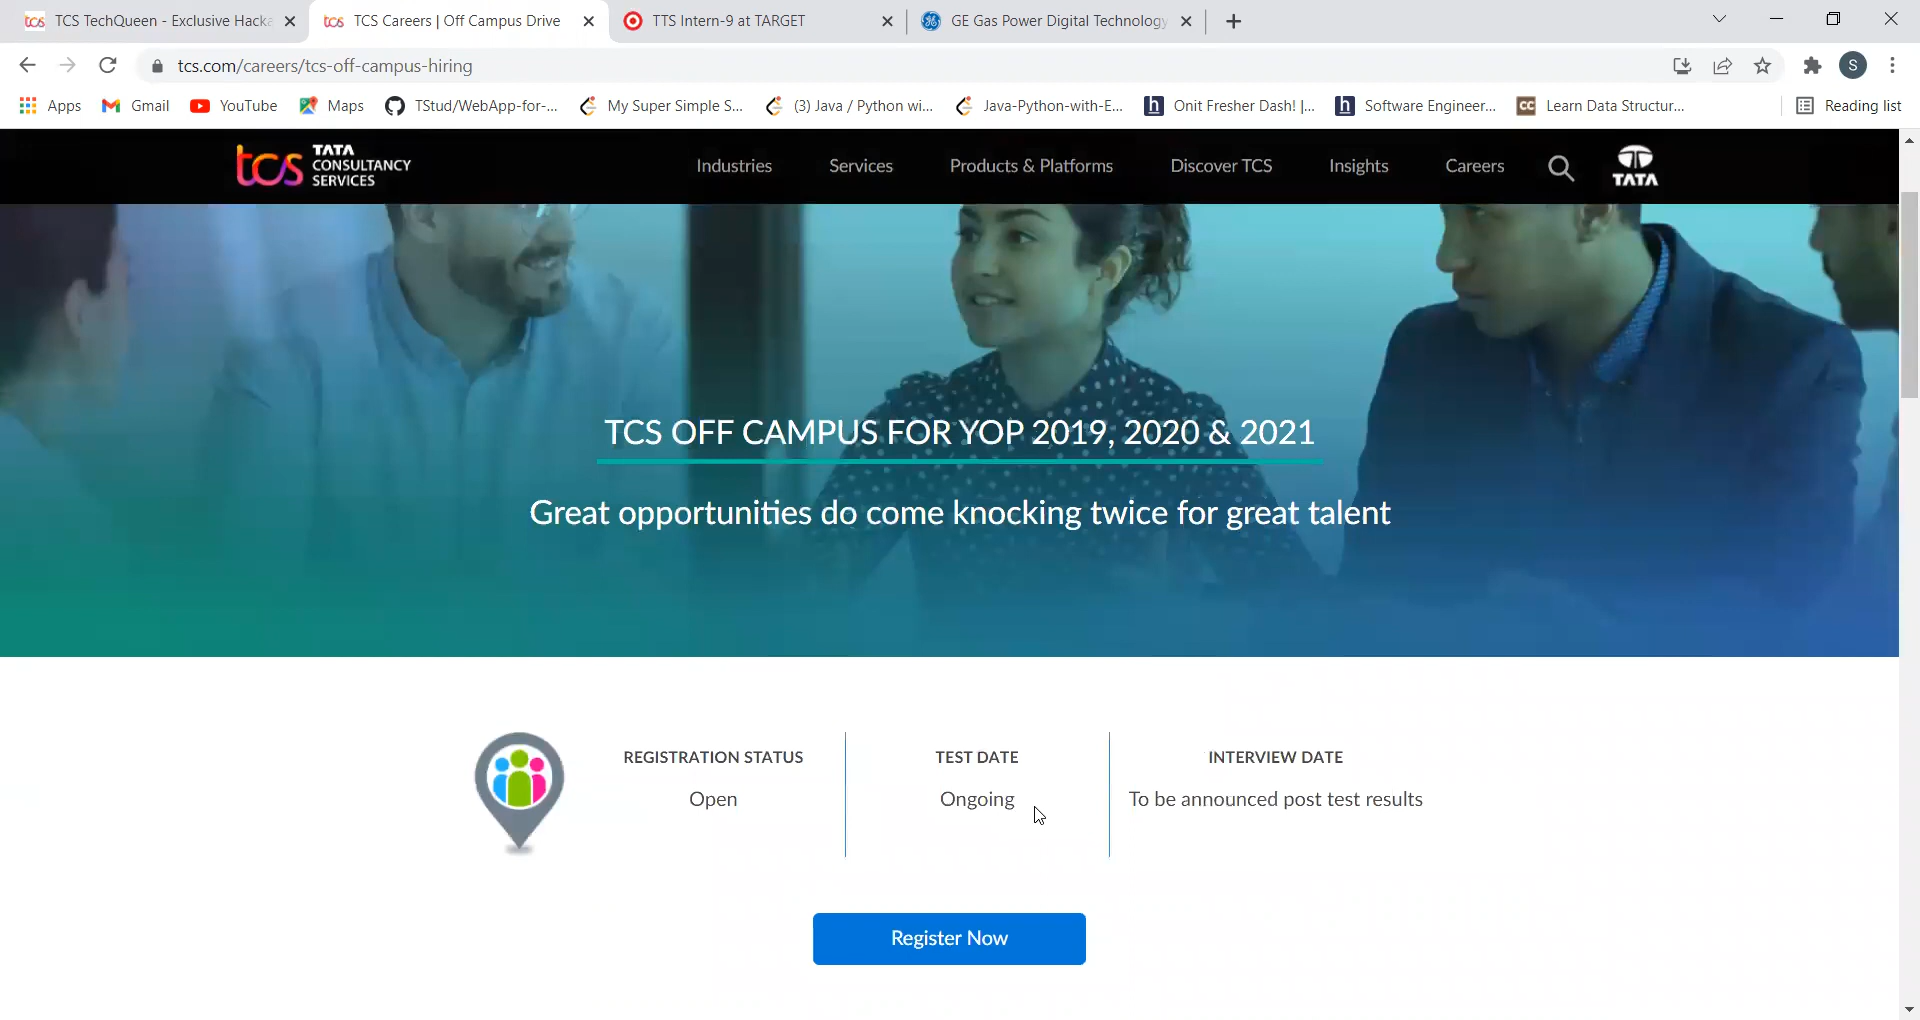 TCS TechQueen - Exclusive Hacka
TCS Careers | Off Campus Drive
TTS Intern-9 at TARGET
GE Gas Power Digital Technology
tcs.com/careers/tcs-off-campus-hiring
S
Apps
Gmail
YouTube
Maps
TStud/WebApp-for-...
My Super Simple S...
(3) Java / Python wi...
Java-Python-with-E...
Onit Fresher Dash! |...
Software Engineer...
Learn Data Structur...
Reading list
tcs TATA CONSULTANCY SERVICES
Industries
Services
Products & Platforms
Discover TCS
Insights
Careers
TATA
TCS OFF CAMPUS FOR YOP 2019, 2020 & 2021
Great opportunities do come knocking twice for great talent
REGISTRATION STATUS
Open
TEST DATE
Ongoing
INTERVIEW DATE
To be announced post test results
Register Now